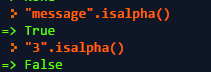 "message".isalpha()
=> True
"3".isalpha()
=> False